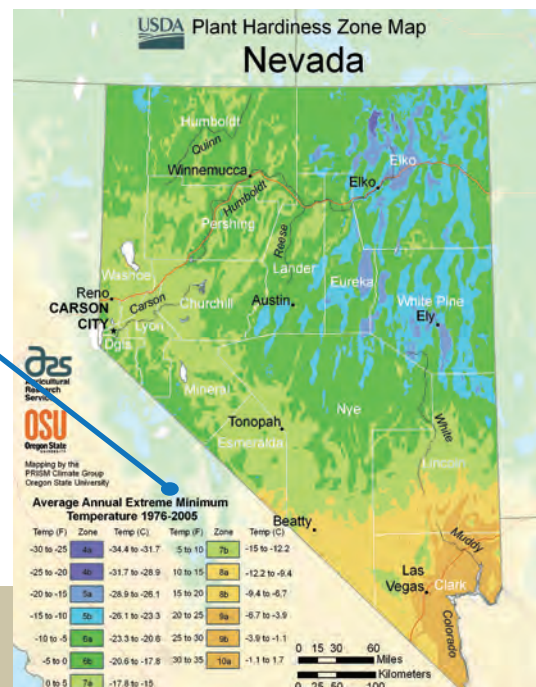 USDA Plant Hardiness Zone Map
Nevada
Humboldt
Quinn
Winnemucca
Humboldt
Elko
Elko
Pershing
Reese
Lander
Eureka
Washoe
Reno
CARSON
CITY
Carson
Churchill
Lyon
Dgls
Austin
White Pine
Ely
Mineral
Nye
Tonopah
Esmeralda
White
Lincoln
Beatty
Muddy
Las
Vegas
Clark
Colorado
ars
Agricultural
Research
Service
OSU
Oregon State
Mapping by the
PRISM Climate Group
Oregon State University
Average Annual Extreme Minimum
Temperature 1976-2005
Temp (F) Zone Temp (C) Temp (F) Zone Temp (C)
-30 to -25 4a -34.4 to -31.7 5 to 10 7b -15 to -12.2
-25 to -20 4b -31.7 to -28.9 10 to 15 8a -12.2 to -9.4
-20 to -15 5a -28.9 to -26.1 15 to 20 8b -9.4 to -6.7
-15 to -10 5b -26.1 to -23.3 20 to 25 9a -6.7 to -3.9
-10 to -5 6a -23.3 to -20.6 25 to 30 9b -3.9 to -1.1
-5 to 0 6b -20.6 to -17.8 30 to 35 10a -1.1 to 1.7
0 to 5 7a -17.8 to -15
0 15 30 60
Miles
Kilometers
0 25 50 100